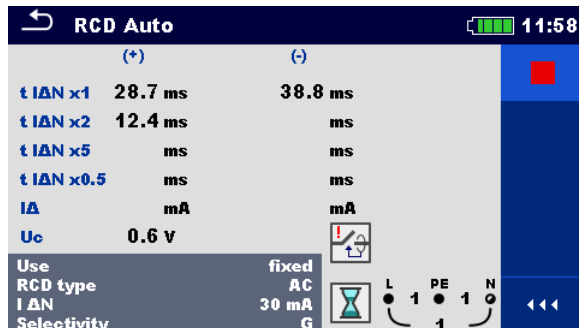 RCD Auto 11:58
(+) (-)
t IΔN x1 28.7 ms 38.8 ms
t IΔN x2 12.4 ms ms
t IΔN x5 ms ms
t IΔN x0.5 ms ms
IΔ mA mA
Uc 0.6 V
Use fixed
RCD type AC
I ΔN 30 mA
Selectivity G
L PE N
1 1
1